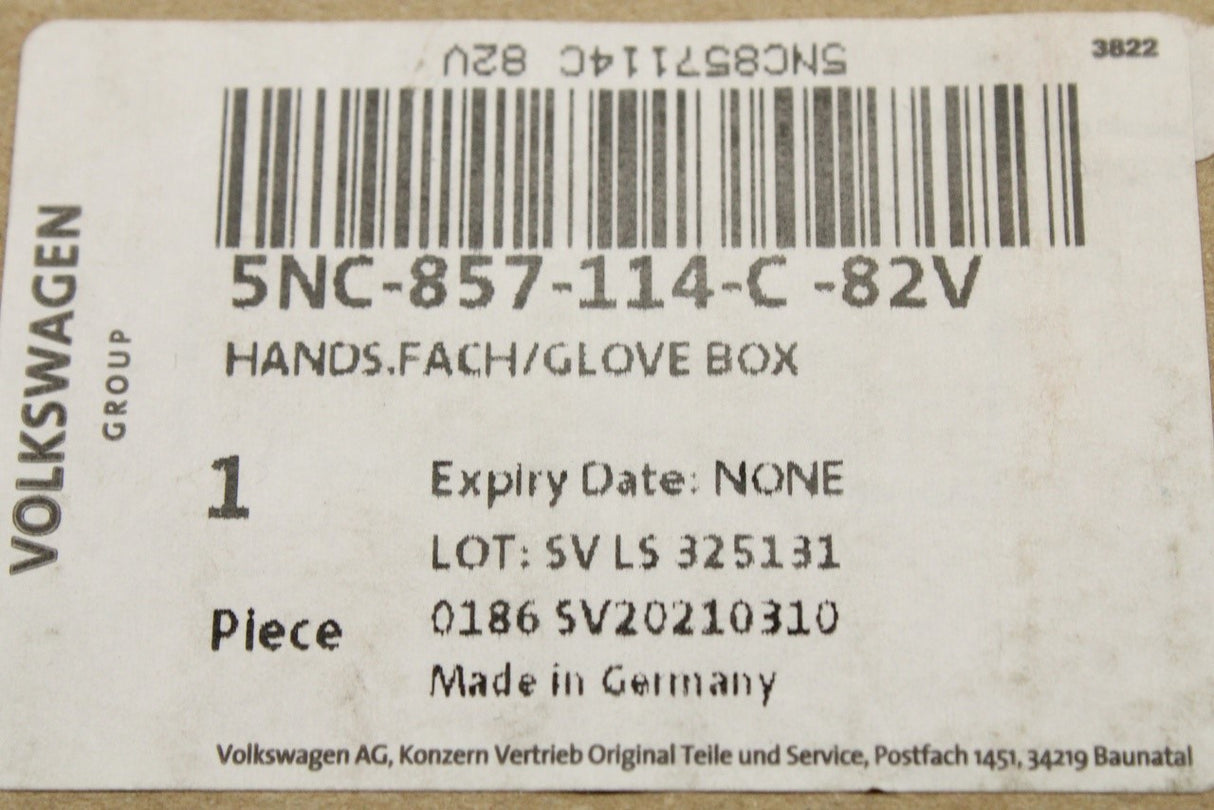 3822
5NC857114C 82V
5NC-857-114-C -82V
HANDS.FACH/GLOVE BOX
VOLKSWAGEN
GROUP
1
Piece
Expiry Date: NONE
LOT: SV LS 325131
0186 SV20210310
Made in Germany
Volkswagen AG, Konzern Vertrieb Original Teile und Service, Postfach 1451, 34219 Baunatal